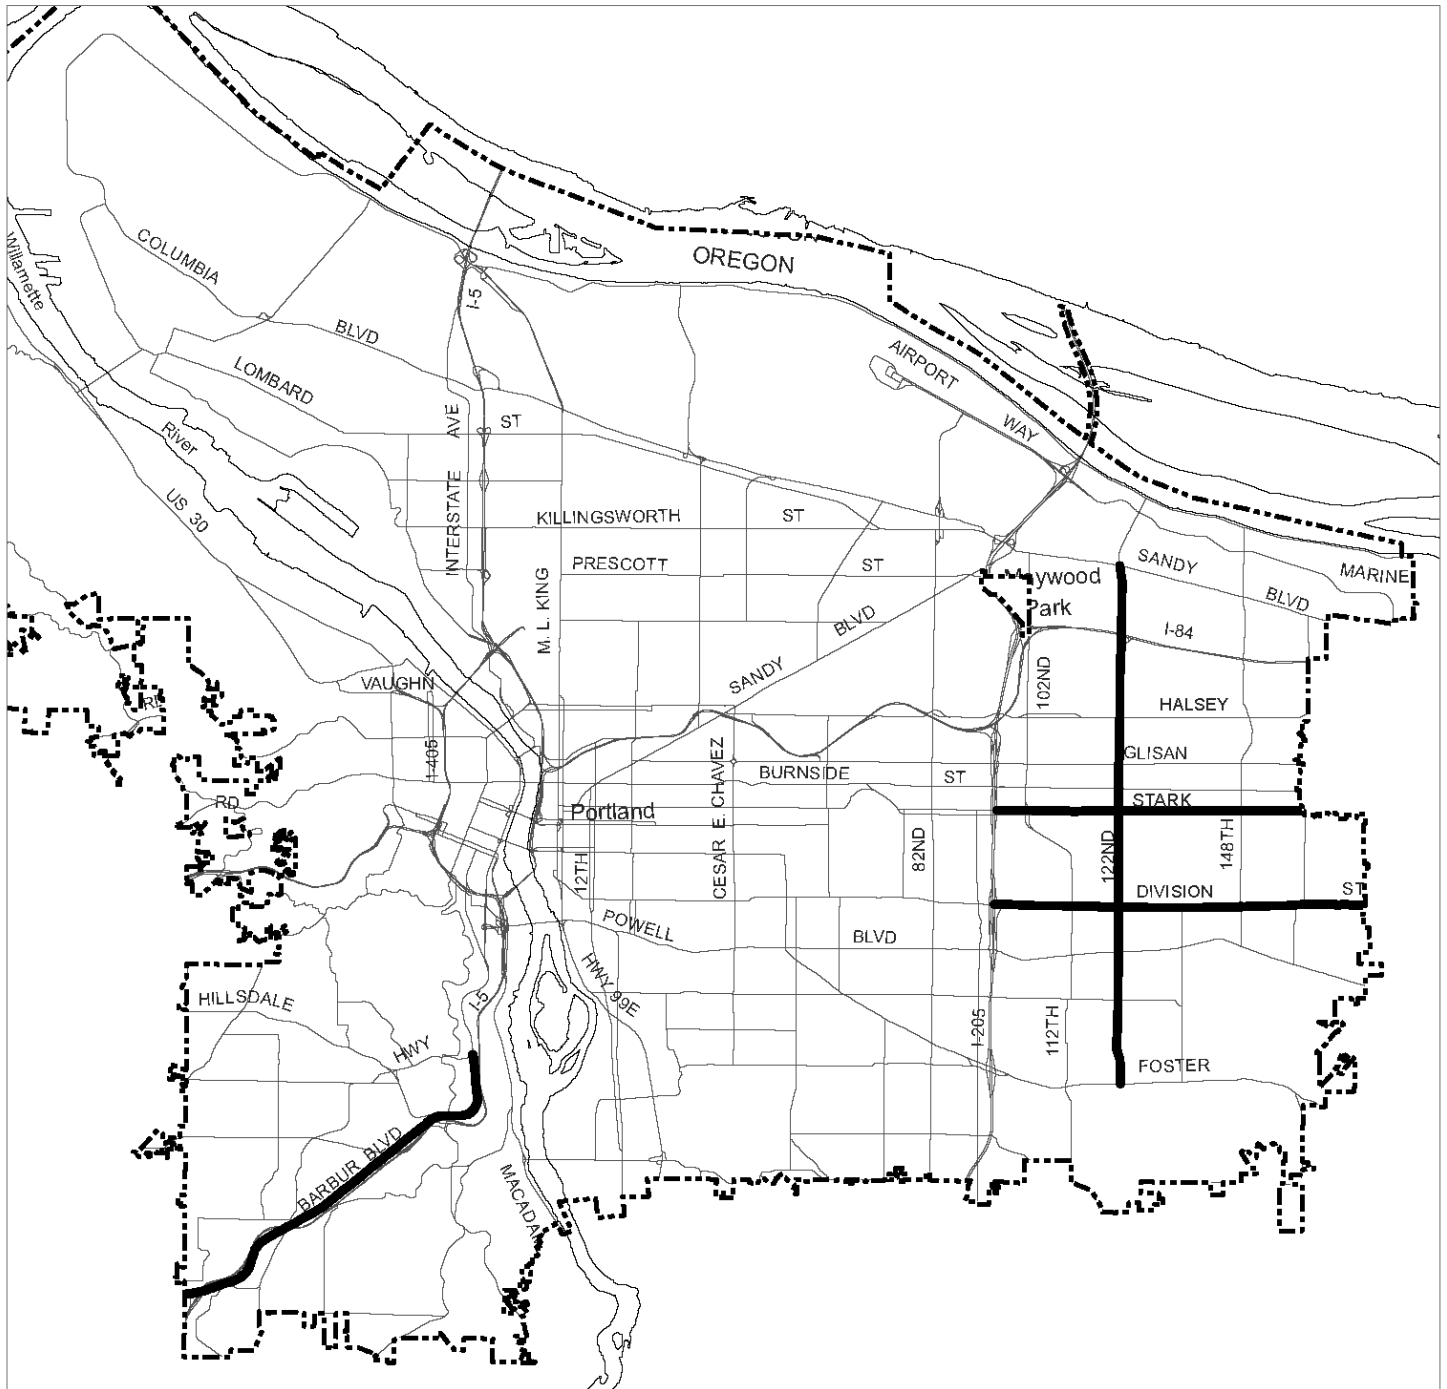 OREGON
Willamette
COLUMBIA
BLVD
I-5
LOMBARD
ST
INTERSTATE AVE
AIRPORT
WAY
River
US 30
KILLINGSWORTH ST
PRESCOTT ST
SANDY
BLVD
MARINE
Park
I-84
M. L. KING
SANDY
BLVD
VAUGHN
102ND
HALSEY
GLISAN
I-405
BURNSIDE ST
STARK
RD
Portland
CESAR E. CHAVEZ
12TH
82ND
122ND
148TH
DIVISION ST
POWELL
BLVD
HWY 99E
HILLSDALE
HWY
I-5
I-205
112TH
FOSTER
BARBUR BLVD